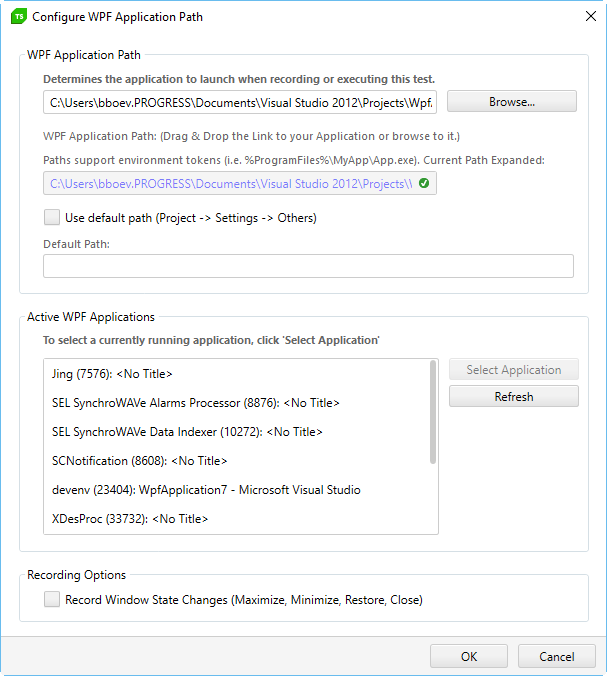 TS Configure WPF Application Path
WPF Application Path
Determines the application to launch when recording or executing this test.
C:\Users\bboev.PROGRESS\Documents\Visual Studio 2012\Projects\Wpf.
Browse...
WPF Application Path: (Drag & Drop the Link to your Application or browse to it.)
Paths support environment tokens (i.e. %ProgramFiles%\MyApp\App.exe). Current Path Expanded:
C:\Users\bboev.PROGRESS\Documents\Visual Studio 2012\Projects\\
Use default path (Project -> Settings -> Others)
Default Path:
Active WPF Applications
To select a currently running application, click 'Select Application'
Jing (7576): <No Title>
SEL SynchroWAVe Alarms Processor (8876): <No Title>
SEL SynchroWAVe Data Indexer (10272): <No Title>
SCNotification (8608): <No Title>
devenv (23404): WpfApplication7 - Microsoft Visual Studio
XDesProc (33732): <No Title>
Select Application
Refresh
Recording Options
Record Window State Changes (Maximize, Minimize, Restore, Close)
OK
Cancel